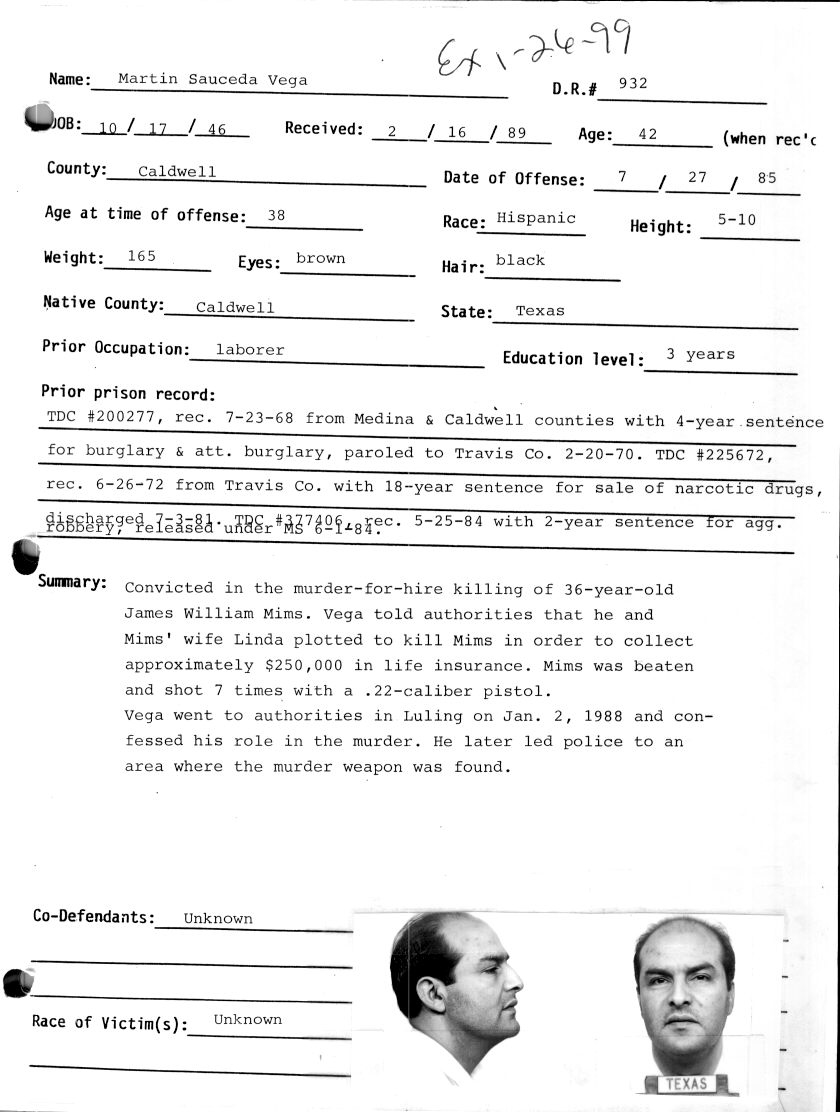 Ex 1-26-99
Name: Martin Sauceda Vega D.R.# 932
DOB: 10 / 17 / 46 Received: 2 / 16 / 89 Age: 42 (when rec'd
County: Caldwell Date of Offense: 7 / 27 / 85
Age at time of offense: 38 Race: Hispanic Height: 5-10
Weight: 165 Eyes: brown Hair: black
Native County: Caldwell State: Texas
Prior Occupation: laborer Education level: 3 years
Prior prison record:
TDC #200277, rec. 7-23-68 from Medina & Caldwell counties with 4-year sentence
for burglary & att. burglary, paroled to Travis Co. 2-20-70. TDC #225672,
rec. 6-26-72 from Travis Co. with 18-year sentence for sale of narcotic drugs,
discharged 7-3-81. TDC #377406, rec. 5-25-84 with 2-year sentence for agg.
robbery, released under MS 6-1-84.
Summary: Convicted in the murder-for-hire killing of 36-year-old
James William Mims. Vega told authorities that he and
Mims' wife Linda plotted to kill Mims in order to collect
approximately $250,000 in life insurance. Mims was beaten
and shot 7 times with a .22-caliber pistol.
Vega went to authorities in Luling on Jan. 2, 1988 and con-
fessed his role in the murder. He later led police to an
area where the murder weapon was found.
Co-Defendants: Unknown
Race of Victim(s): Unknown
TEXAS